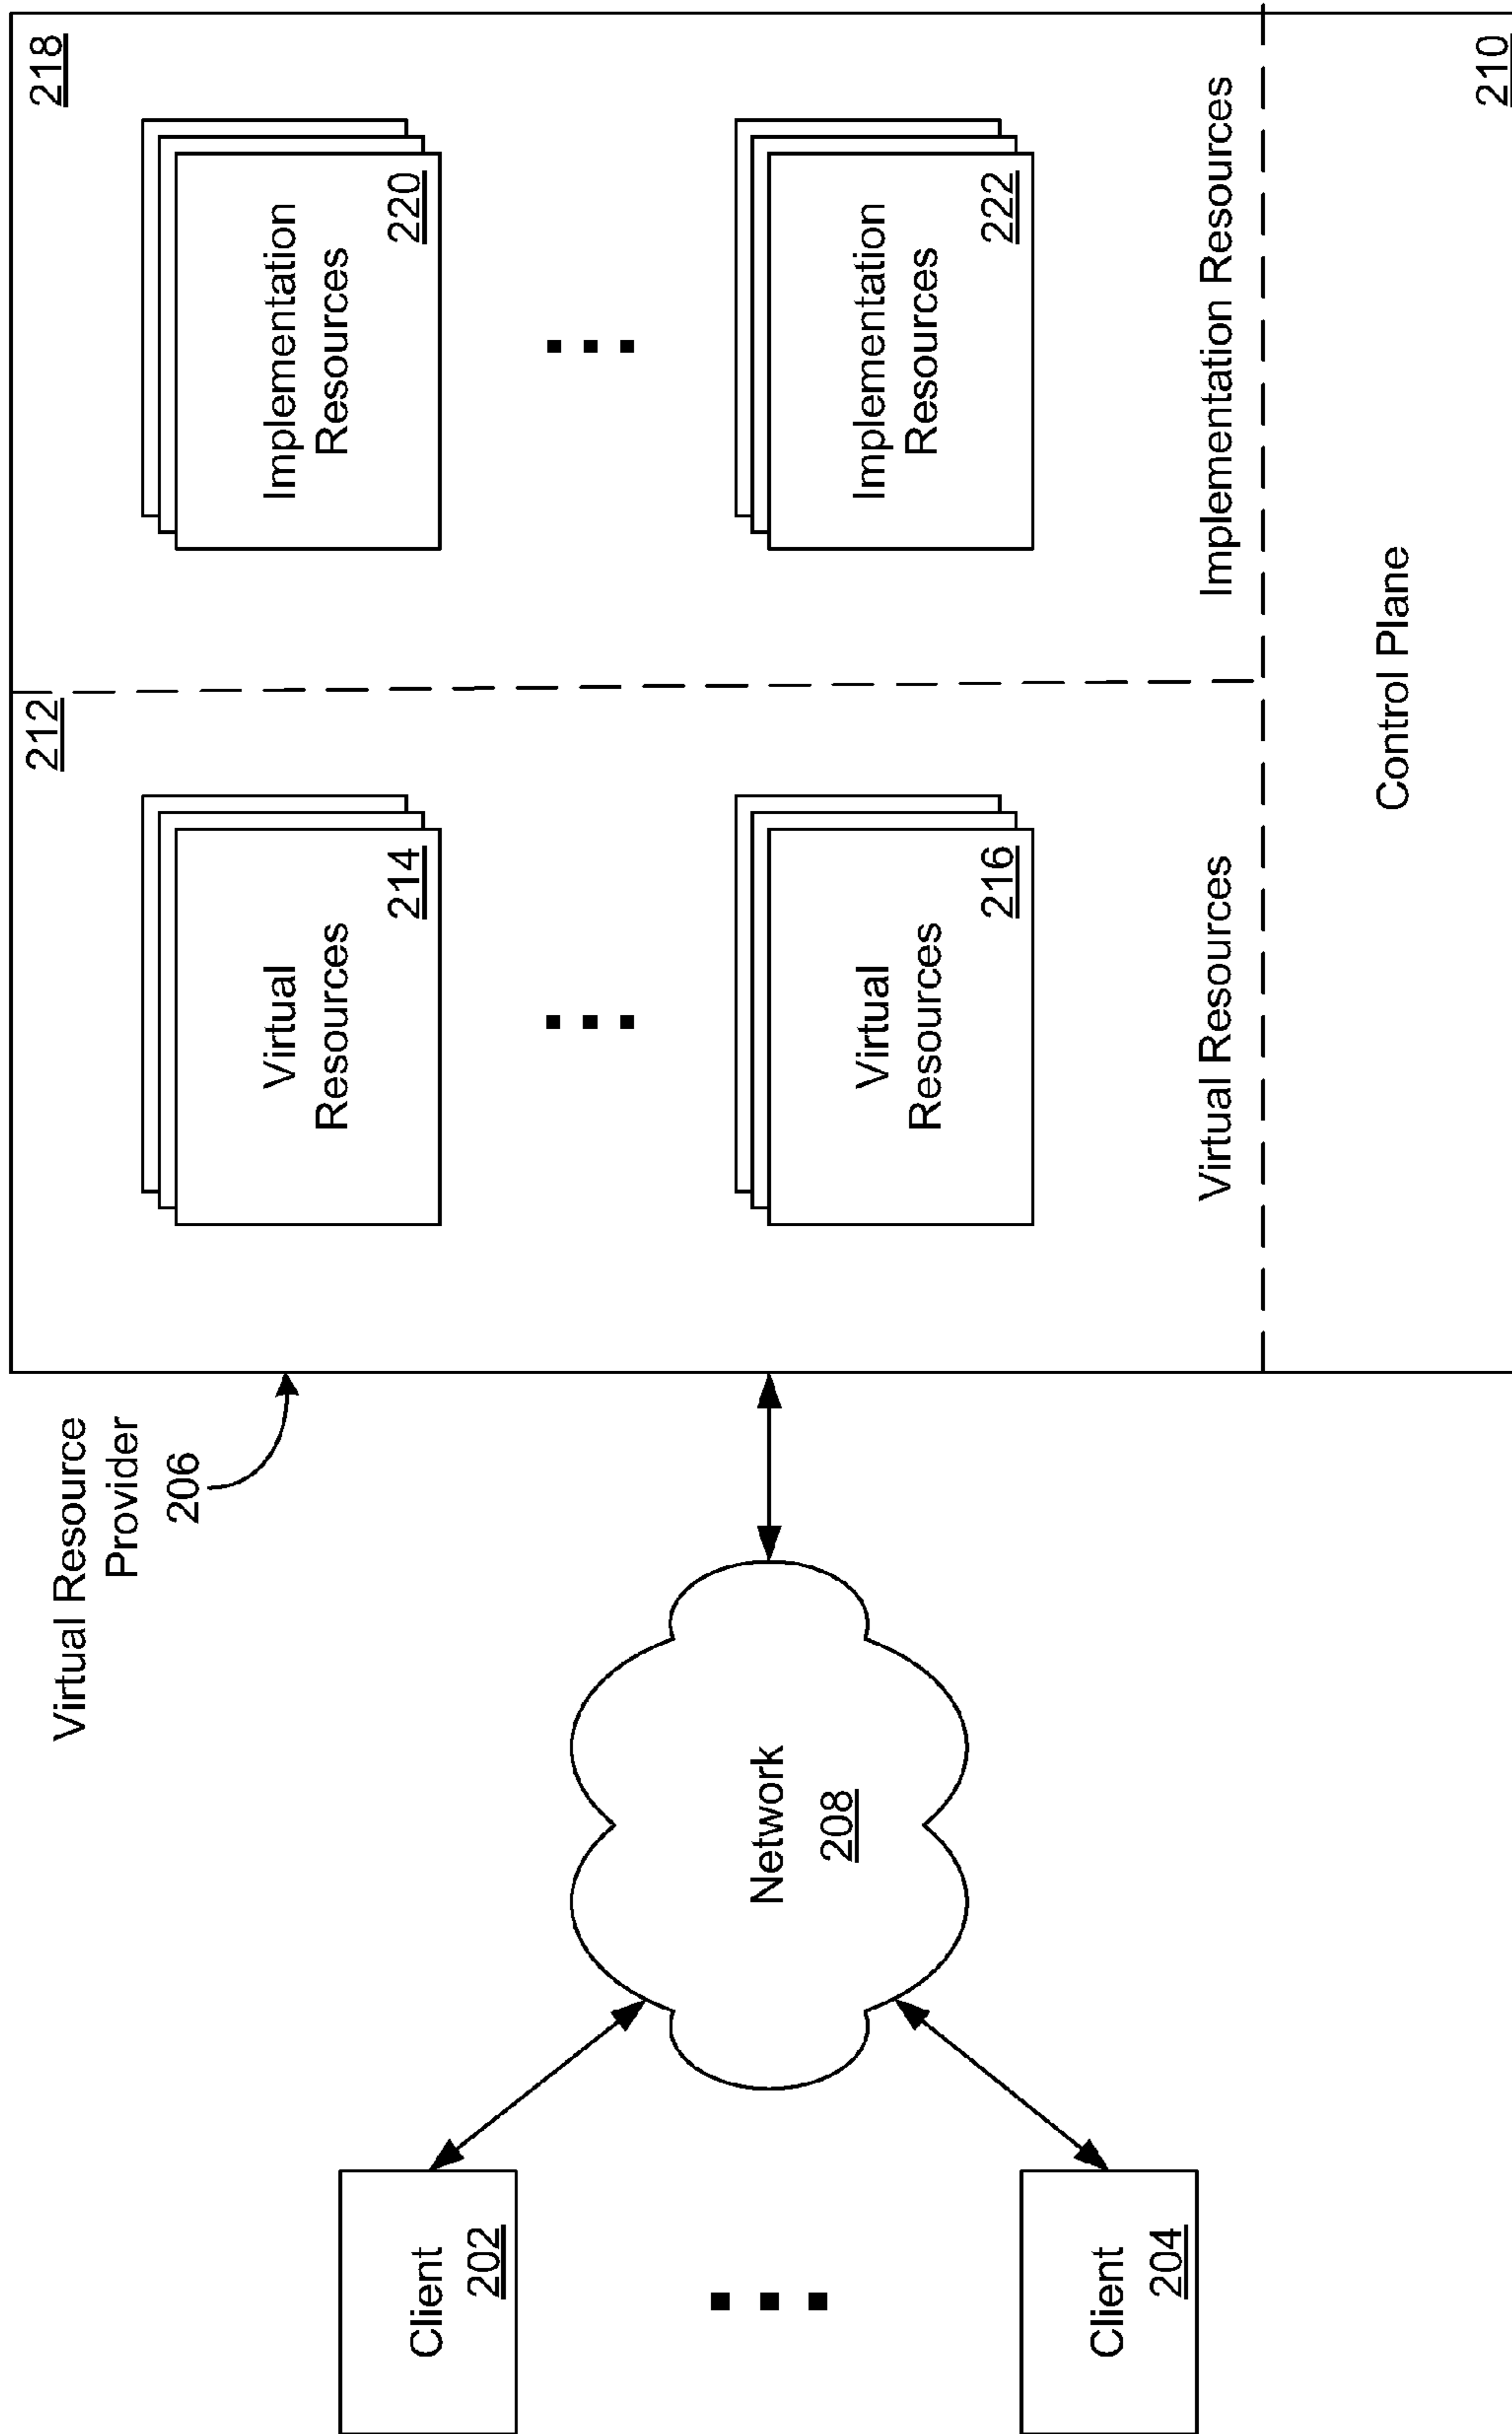 Virtual Resource
Provider
206
212
218
Client
202
Client
204
Network
208
Virtual
Resources
214
Virtual
Resources
216
Virtual Resources
Implementation
Resources
220
Implementation
Resources
222
Implementation Resources
Control Plane
210